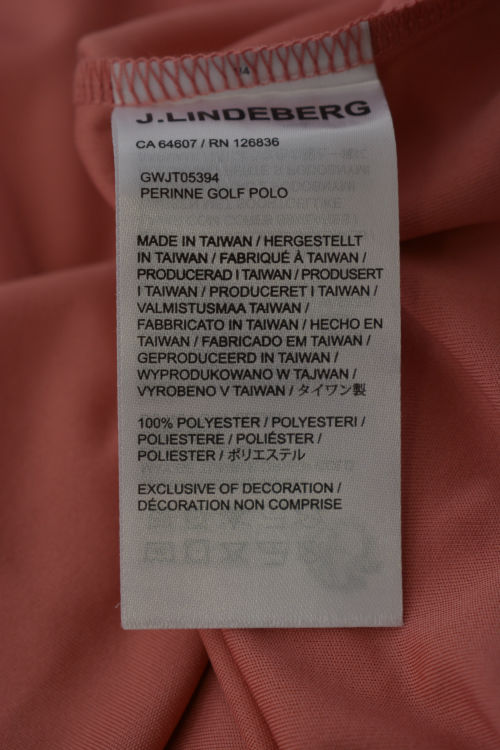 J.LINDEBERG
CA 64607 / RN 126836
GWJT05394
PERINNE GOLF POLO
MADE IN TAIWAN / HERGESTELLT
IN TAIWAN / FABRIQUÉ À TAIWAN /
PRODUCERAD I TAIWAN / PRODUSERT
I TAIWAN / PRODUCERET I TAIWAN /
VALMISTUSMAA TAIWAN /
FABBRICATO IN TAIWAN / HECHO EN
TAIWAN / FABRICADO EM TAIWAN /
GEPRODUCEERD IN TAIWAN /
WYPRODUKOWANO W TAJWAN /
VYROBENO V TAIWAN / タイワン製
100% POLYESTER / POLYESTERI /
POLIESTERE / POLIÉSTER /
POLIESTER / ポリエステル
EXCLUSIVE OF DECORATION /
DÉCORATION NON COMPRISE